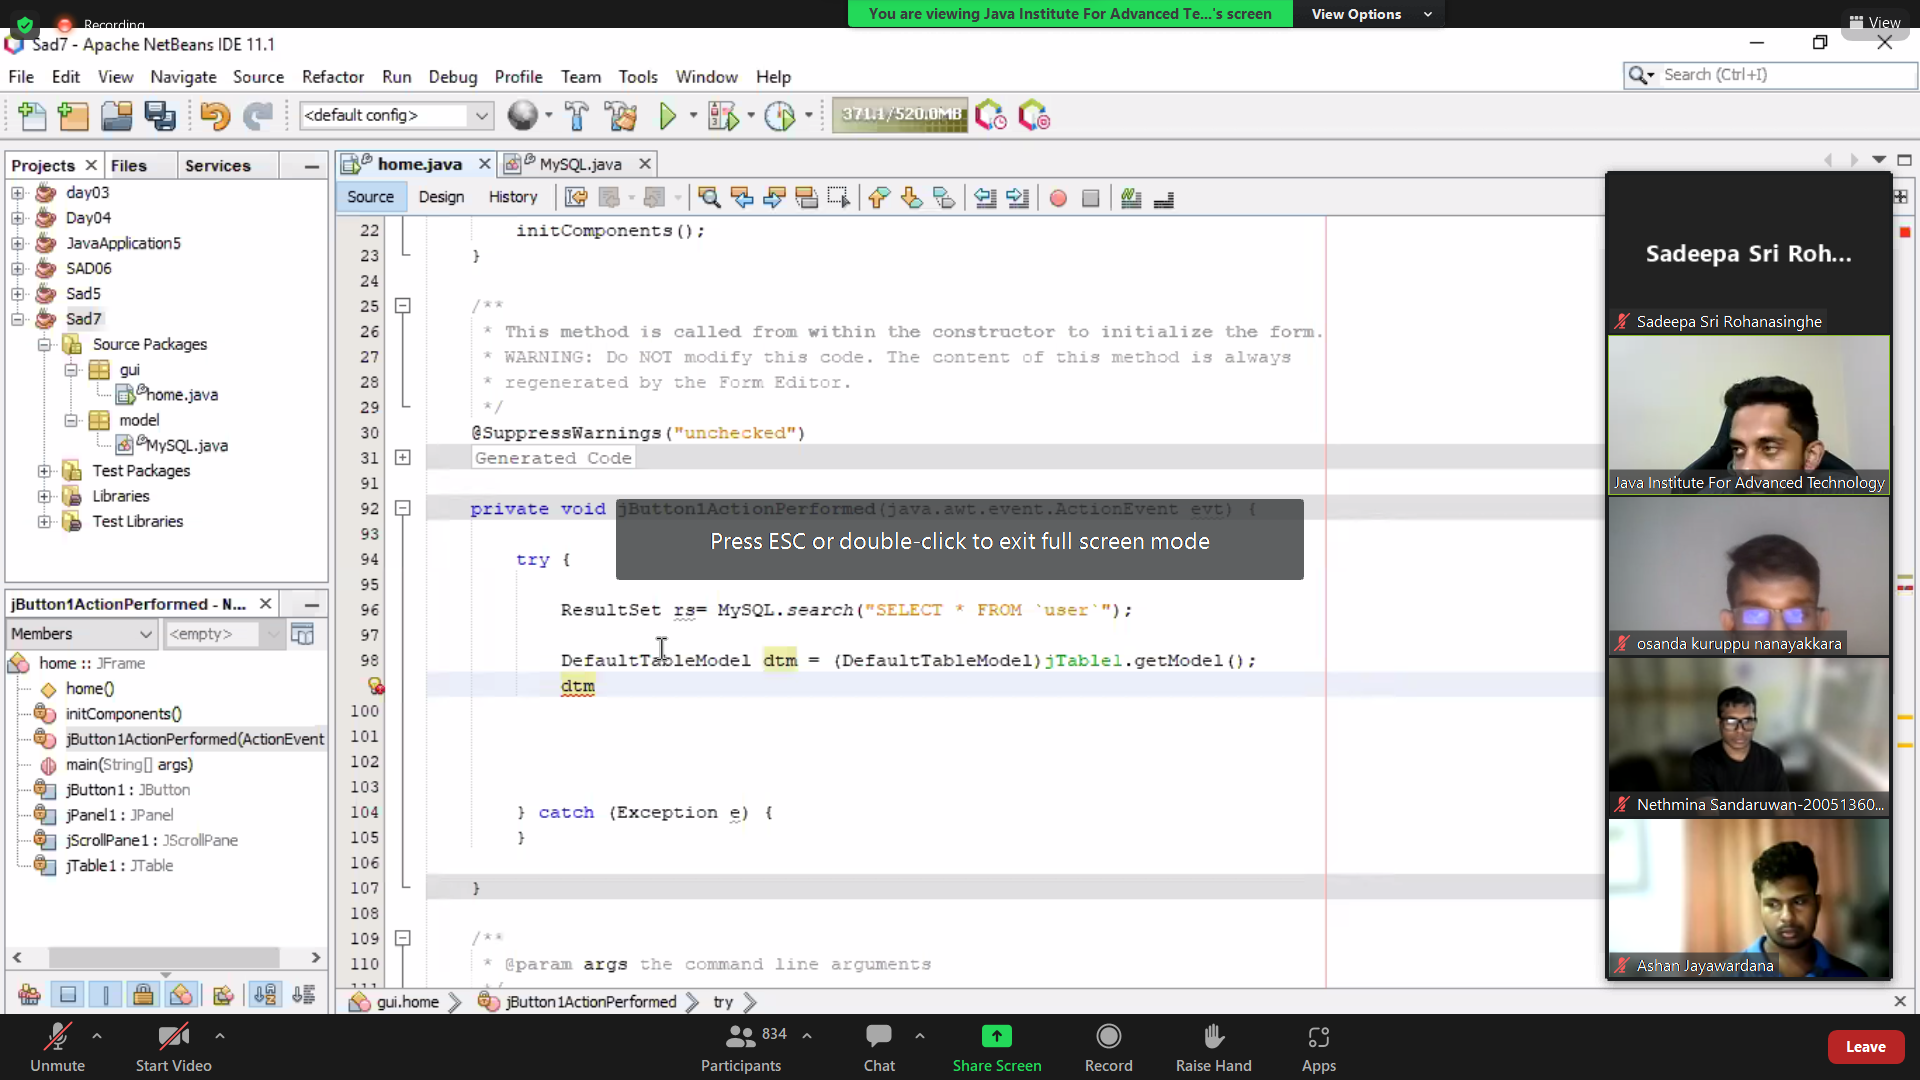 Recording
You are viewing Java Institute For Advanced Te...'s screen
View Options
View
Sad7 - Apache NetBeans IDE 11.1
File Edit View Navigate Source Refactor Run Debug Profile Team Tools Window Help
Search (Ctrl+I)
<default config>
371.1/520.0MB
Projects Files Services
home.java MySQL.java
Source Design History
day03
Day04
JavaApplication5
SAD06
Sad5
Sad7
Source Packages
gui
home.java
model
MySQL.java
Test Packages
Libraries
Test Libraries
jButton1ActionPerformed - N...
Members <empty>
home :: JFrame
home()
initComponents()
jButton1ActionPerformed(ActionEvent
main(String[] args)
jButton1 : JButton
jPanel1 : JPanel
jScrollPane1 : JScrollPane
jTable1 : JTable
22 initComponents();
23 }
24
25 /**
26 * This method is called from within the constructor to initialize the form.
27 * WARNING: Do NOT modify this code. The content of this method is always
28 * regenerated by the Form Editor.
29 */
30 @SuppressWarnings("unchecked")
31 Generated Code
91
92 private void jButton1ActionPerformed(java.awt.event.ActionEvent evt) {
93
94 try {
95
96 ResultSet rs= MySQL.search("SELECT * FROM `user`");
97
98 DefaultTableModel dtm = (DefaultTableModel)jTable1.getModel();
dtm
100
101
102
103
104 } catch (Exception e) {
105 }
106
107 }
108
109 /**
110 * @param args the command line arguments
Press ESC or double-click to exit full screen mode
gui.home jButton1ActionPerformed try
Sadeepa Sri Roh...
Sadeepa Sri Rohanasinghe
Java Institute For Advanced Technology
osanda kuruppu nanayakkara
Nethmina Sandaruwan-20051360...
Ashan Jayawardana
Unmute
Start Video
834
Participants
Chat
Share Screen
Record
Raise Hand
Apps
Leave